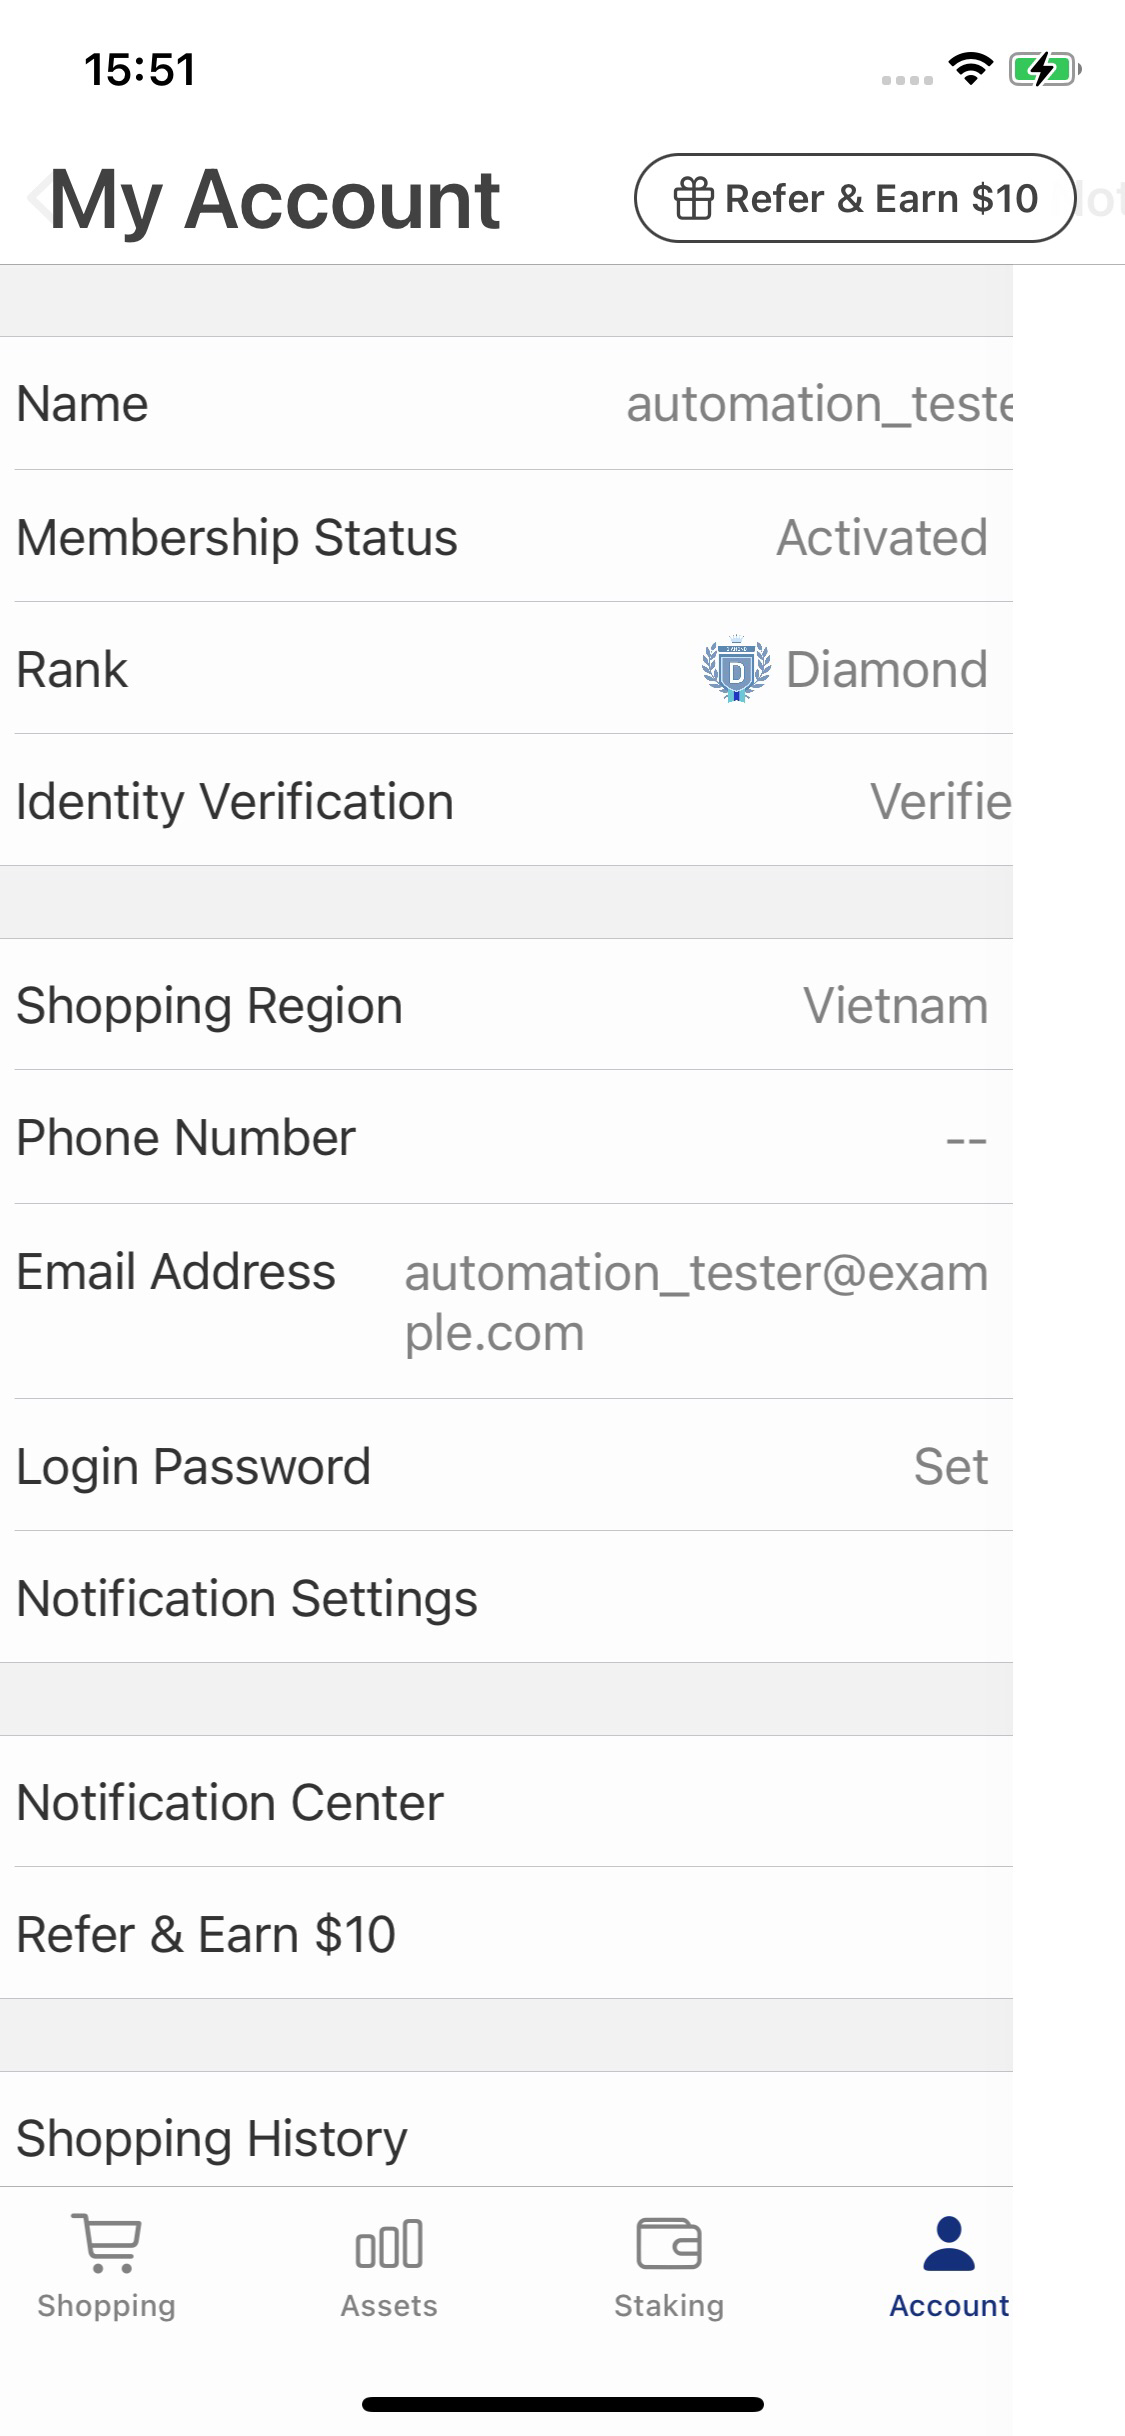 15:51
My Account
Refer & Earn $10
Name
automation_teste
Membership Status
Activated
Rank
D
Diamond
Identity Verification
Verifie
Shopping Region
Vietnam
Phone Number
--
Email Address
automation_tester@exam
ple.com
Login Password
Set
Notification Settings
Notification Center
Refer & Earn $10
Shopping History
Shopping
Assets
Staking
Account